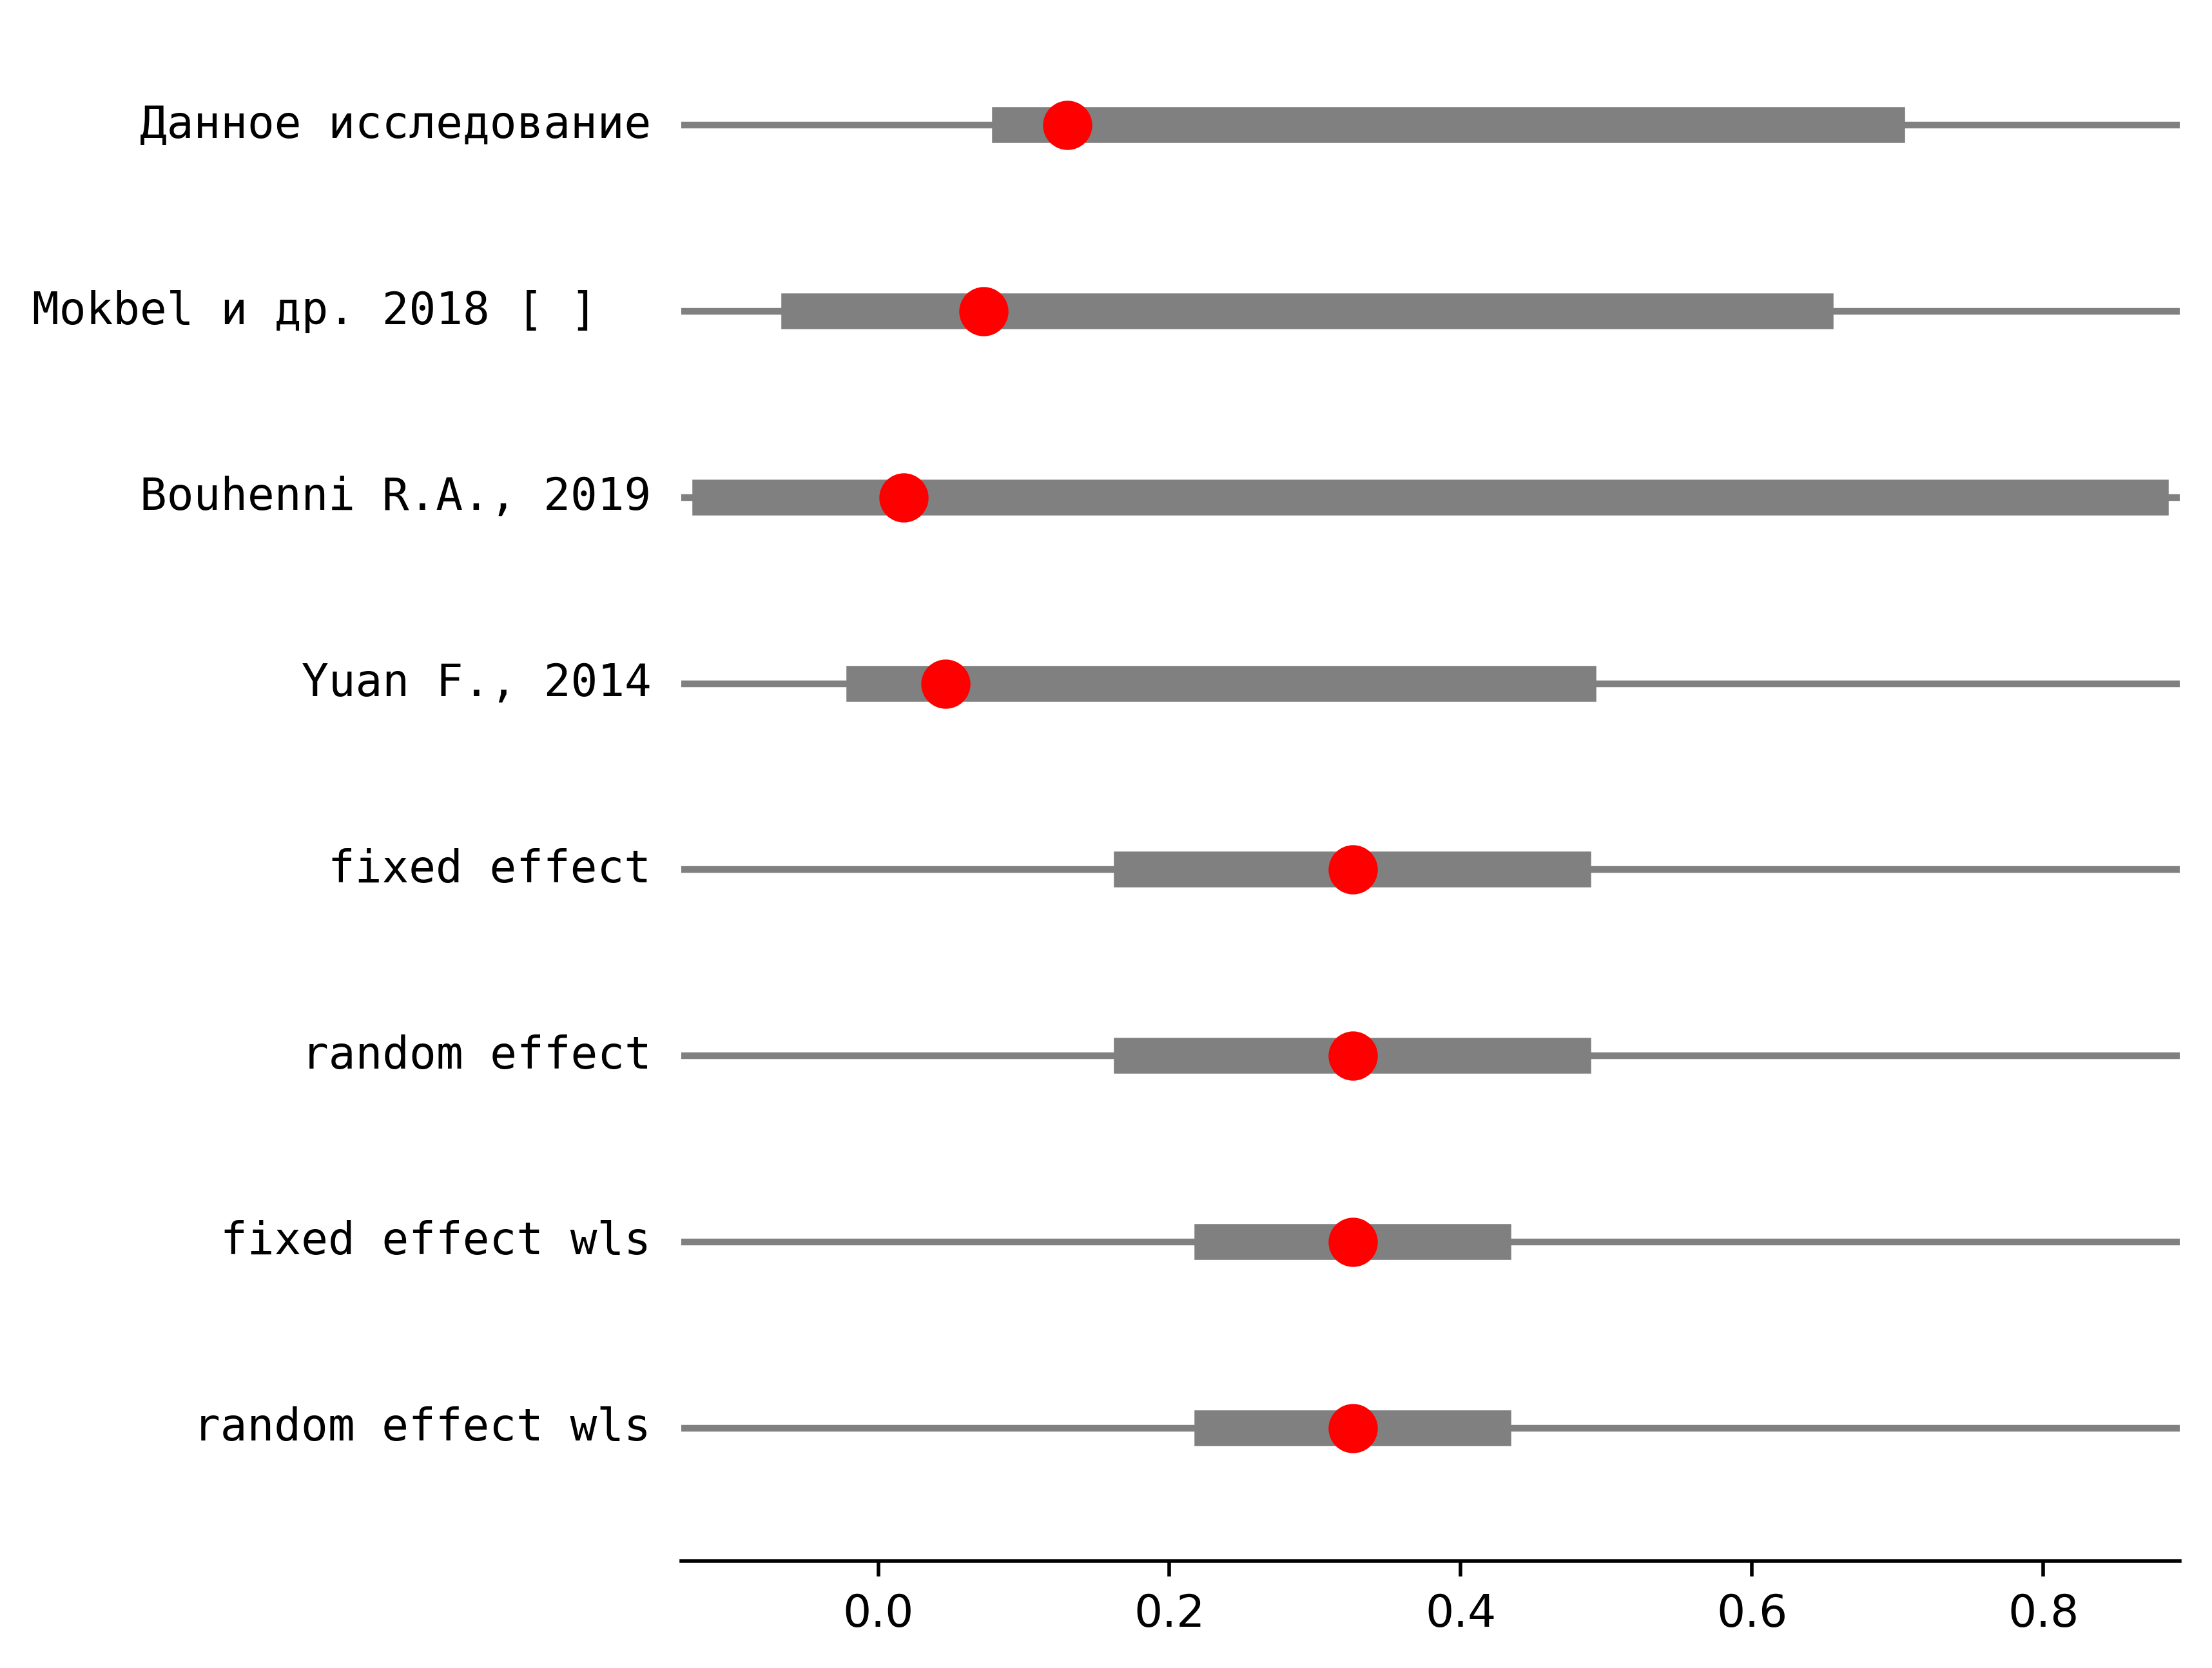 Данное исследование
Mokbel и др. 2018 [ ]
Bouhenni R.A., 2019
Yuan F., 2014
fixed effect
random effect
fixed effect wls
random effect wls
0.0 0.2 0.4 0.6 0.8